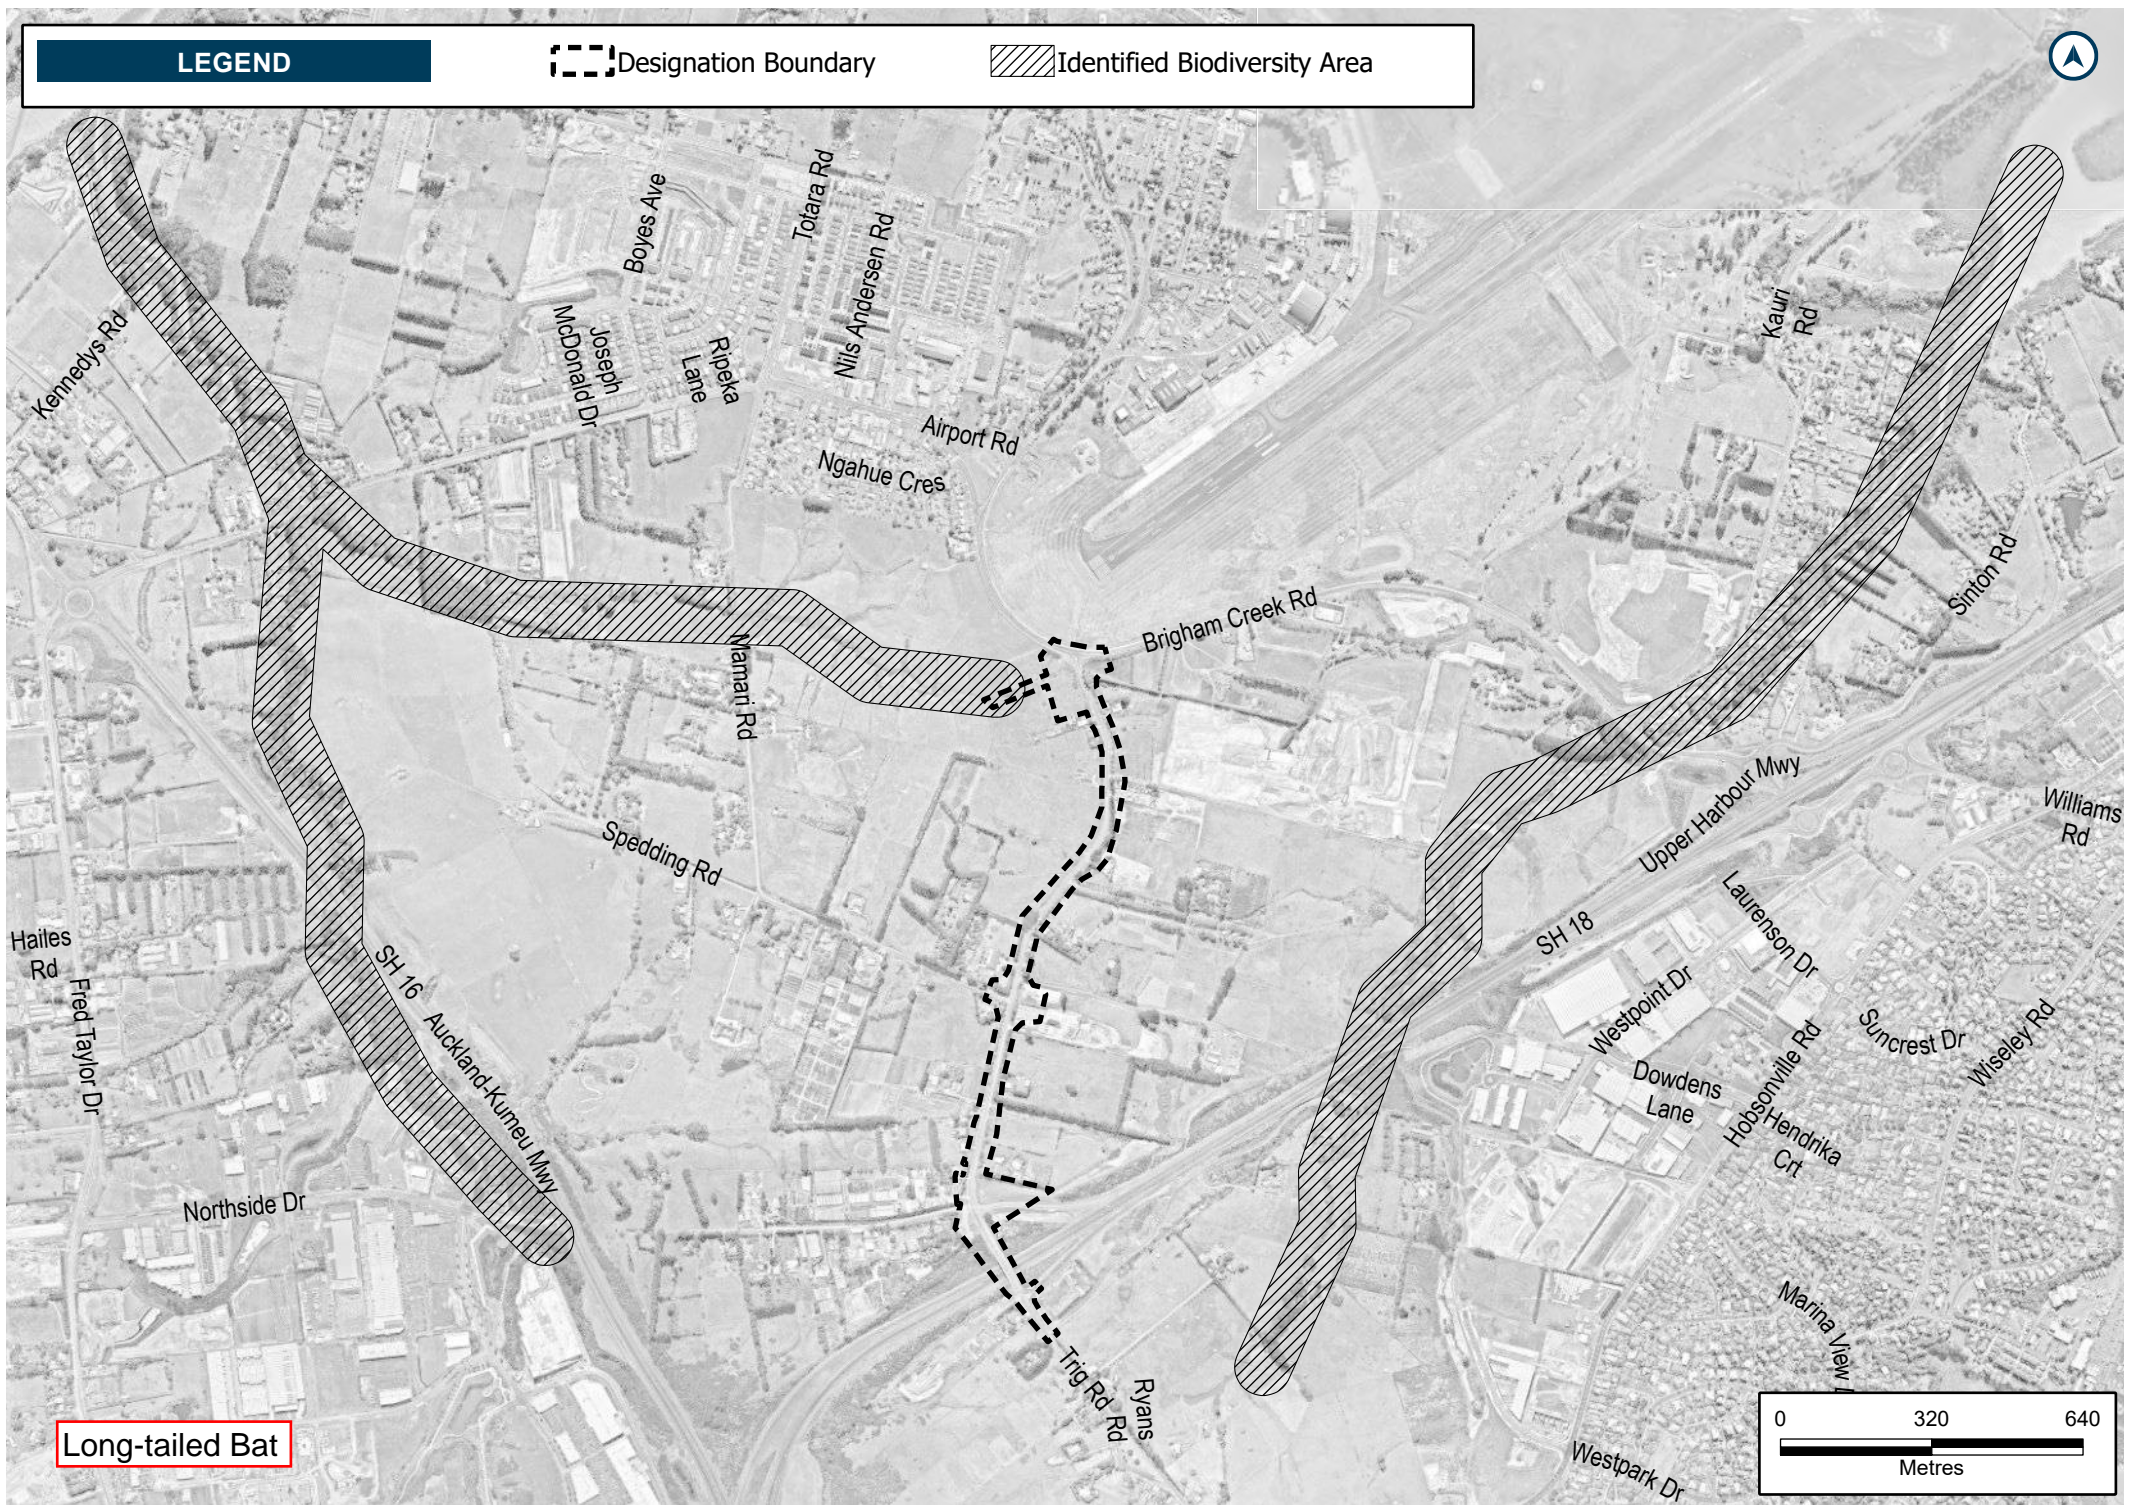 LEGEND
Designation Boundary
Identified Biodiversity Area
Boyes Ave
Totara Rd
Nils Andersen Rd
Kauri
Rd
Kennedys Rd
Joseph
McDonald Dr
Ripeka
Lane
Airport Rd
Ngahue Cres
Sinton Rd
Brigham Creek Rd
Mamari Rd
Upper Harbour Mwy
Williams
Rd
Spedding Rd
Laurenson Dr
SH 18
Hailes
Rd
SH 16
Fred Taylor Dr
Auckland-Kumeu Mwy
Westpoint Dr
Suncrest Dr
Wiseley Rd
Dowdens
Lane
Hobsonville Rd
Hendrika
Crt
Northside Dr
Marina View
Trig Rd
Ryans
Rd
Westpark Dr
Long-tailed Bat
0 320 640
Metres